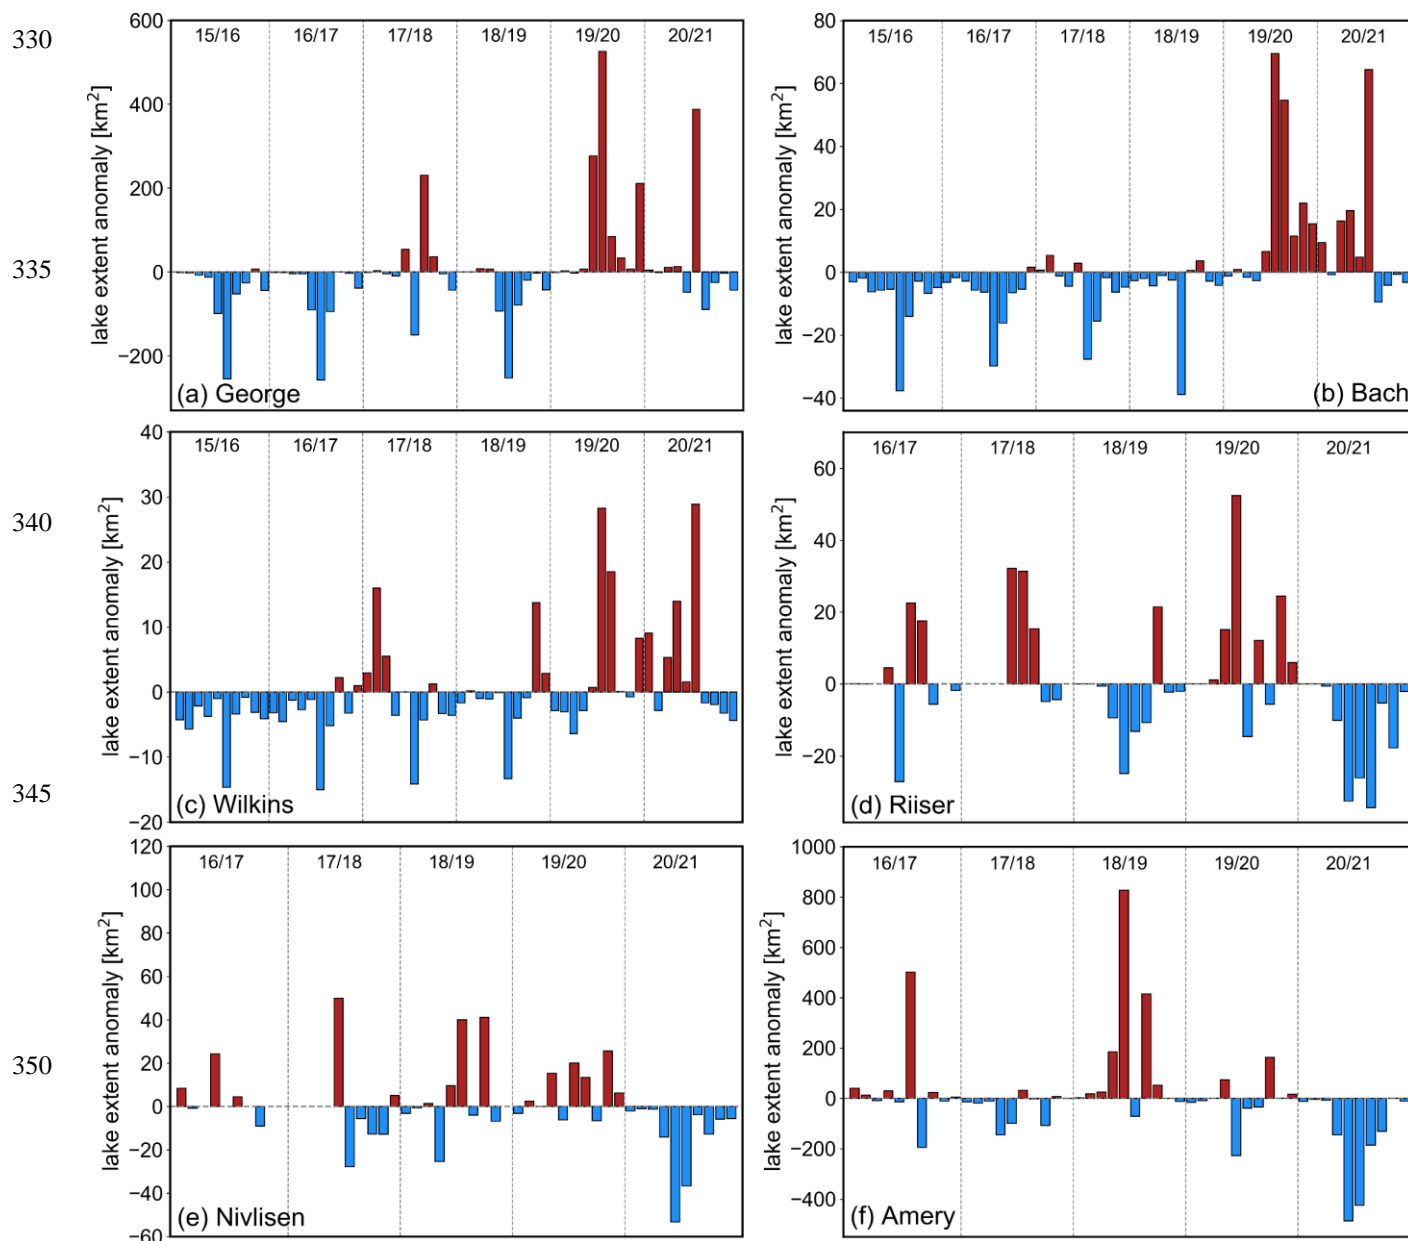 330
335
340
345
350
600
400
200
0
−200
lake extent anomaly [km²]
15/16 16/17 17/18 18/19 19/20 20/21
(a) George
80
60
40
20
0
−20
−40
lake extent anomaly [km²]
15/16 16/17 17/18 18/19 19/20 20/21
(b) Bach
40
30
20
10
0
−10
−20
lake extent anomaly [km²]
15/16 16/17 17/18 18/19 19/20 20/21
(c) Wilkins
60
40
20
0
−20
lake extent anomaly [km²]
16/17 17/18 18/19 19/20 20/21
(d) Riiser
120
100
80
60
40
20
0
−20
−40
−60
lake extent anomaly [km²]
16/17 17/18 18/19 19/20 20/21
(e) Nivlisen
1000
800
600
400
200
0
−200
−400
lake extent anomaly [km²]
16/17 17/18 18/19 19/20 20/21
(f) Amery